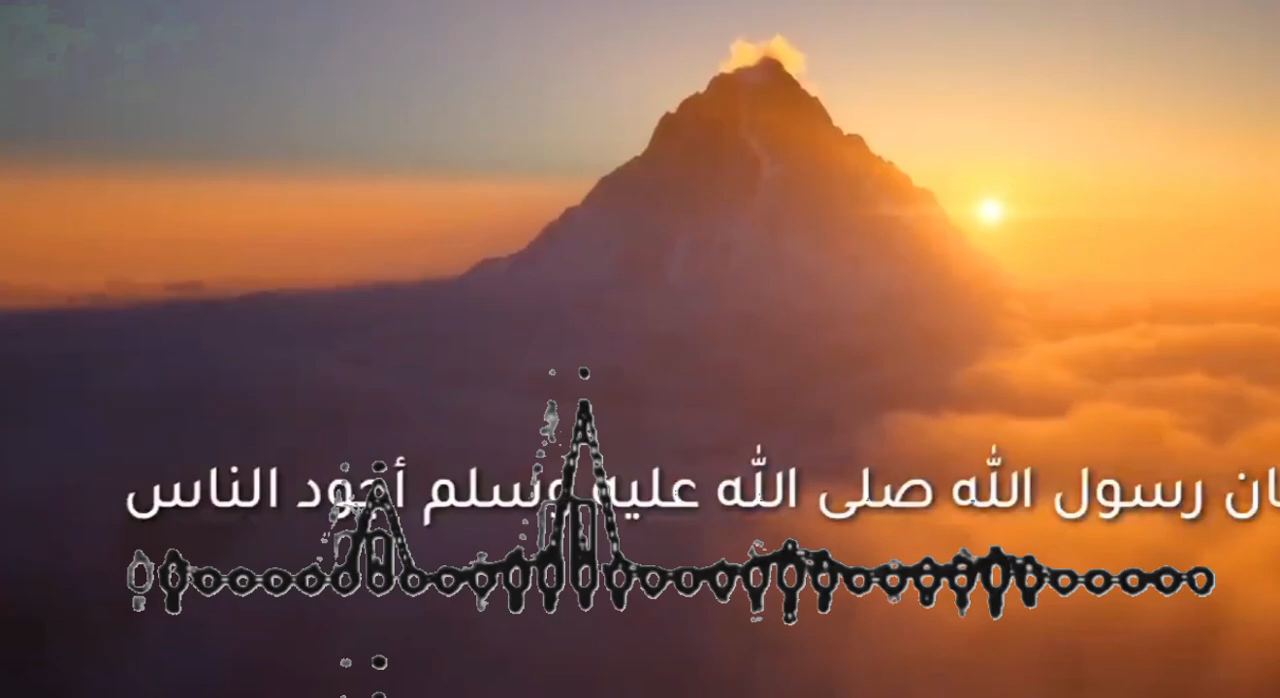 ان رسول الله صلى الله عليه وسلم أجود الناس